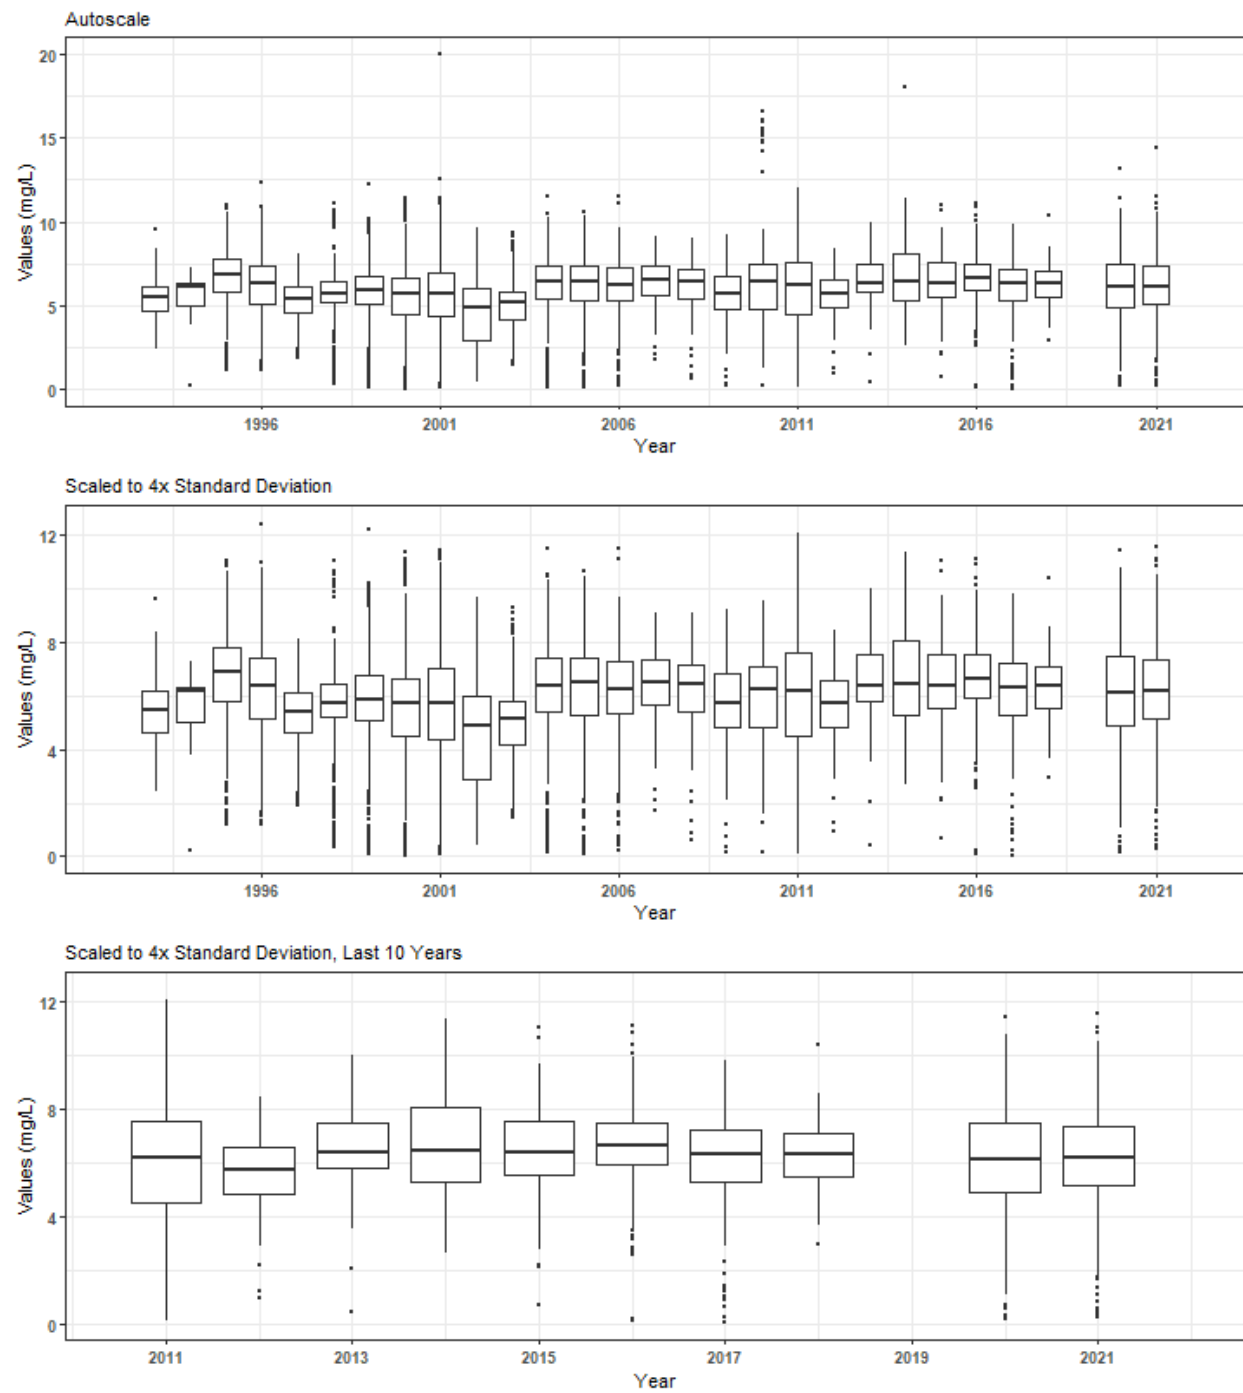 Autoscale
20
15
10
5
0
Values (mg/L)
1996 2001 2006 2011 2016 2021
Year
Scaled to 4x Standard Deviation
12
8
4
0
Values (mg/L)
1996 2001 2006 2011 2016 2021
Year
Scaled to 4x Standard Deviation, Last 10 Years
12
8
4
0
Values (mg/L)
2011 2013 2015 2017 2019 2021
Year